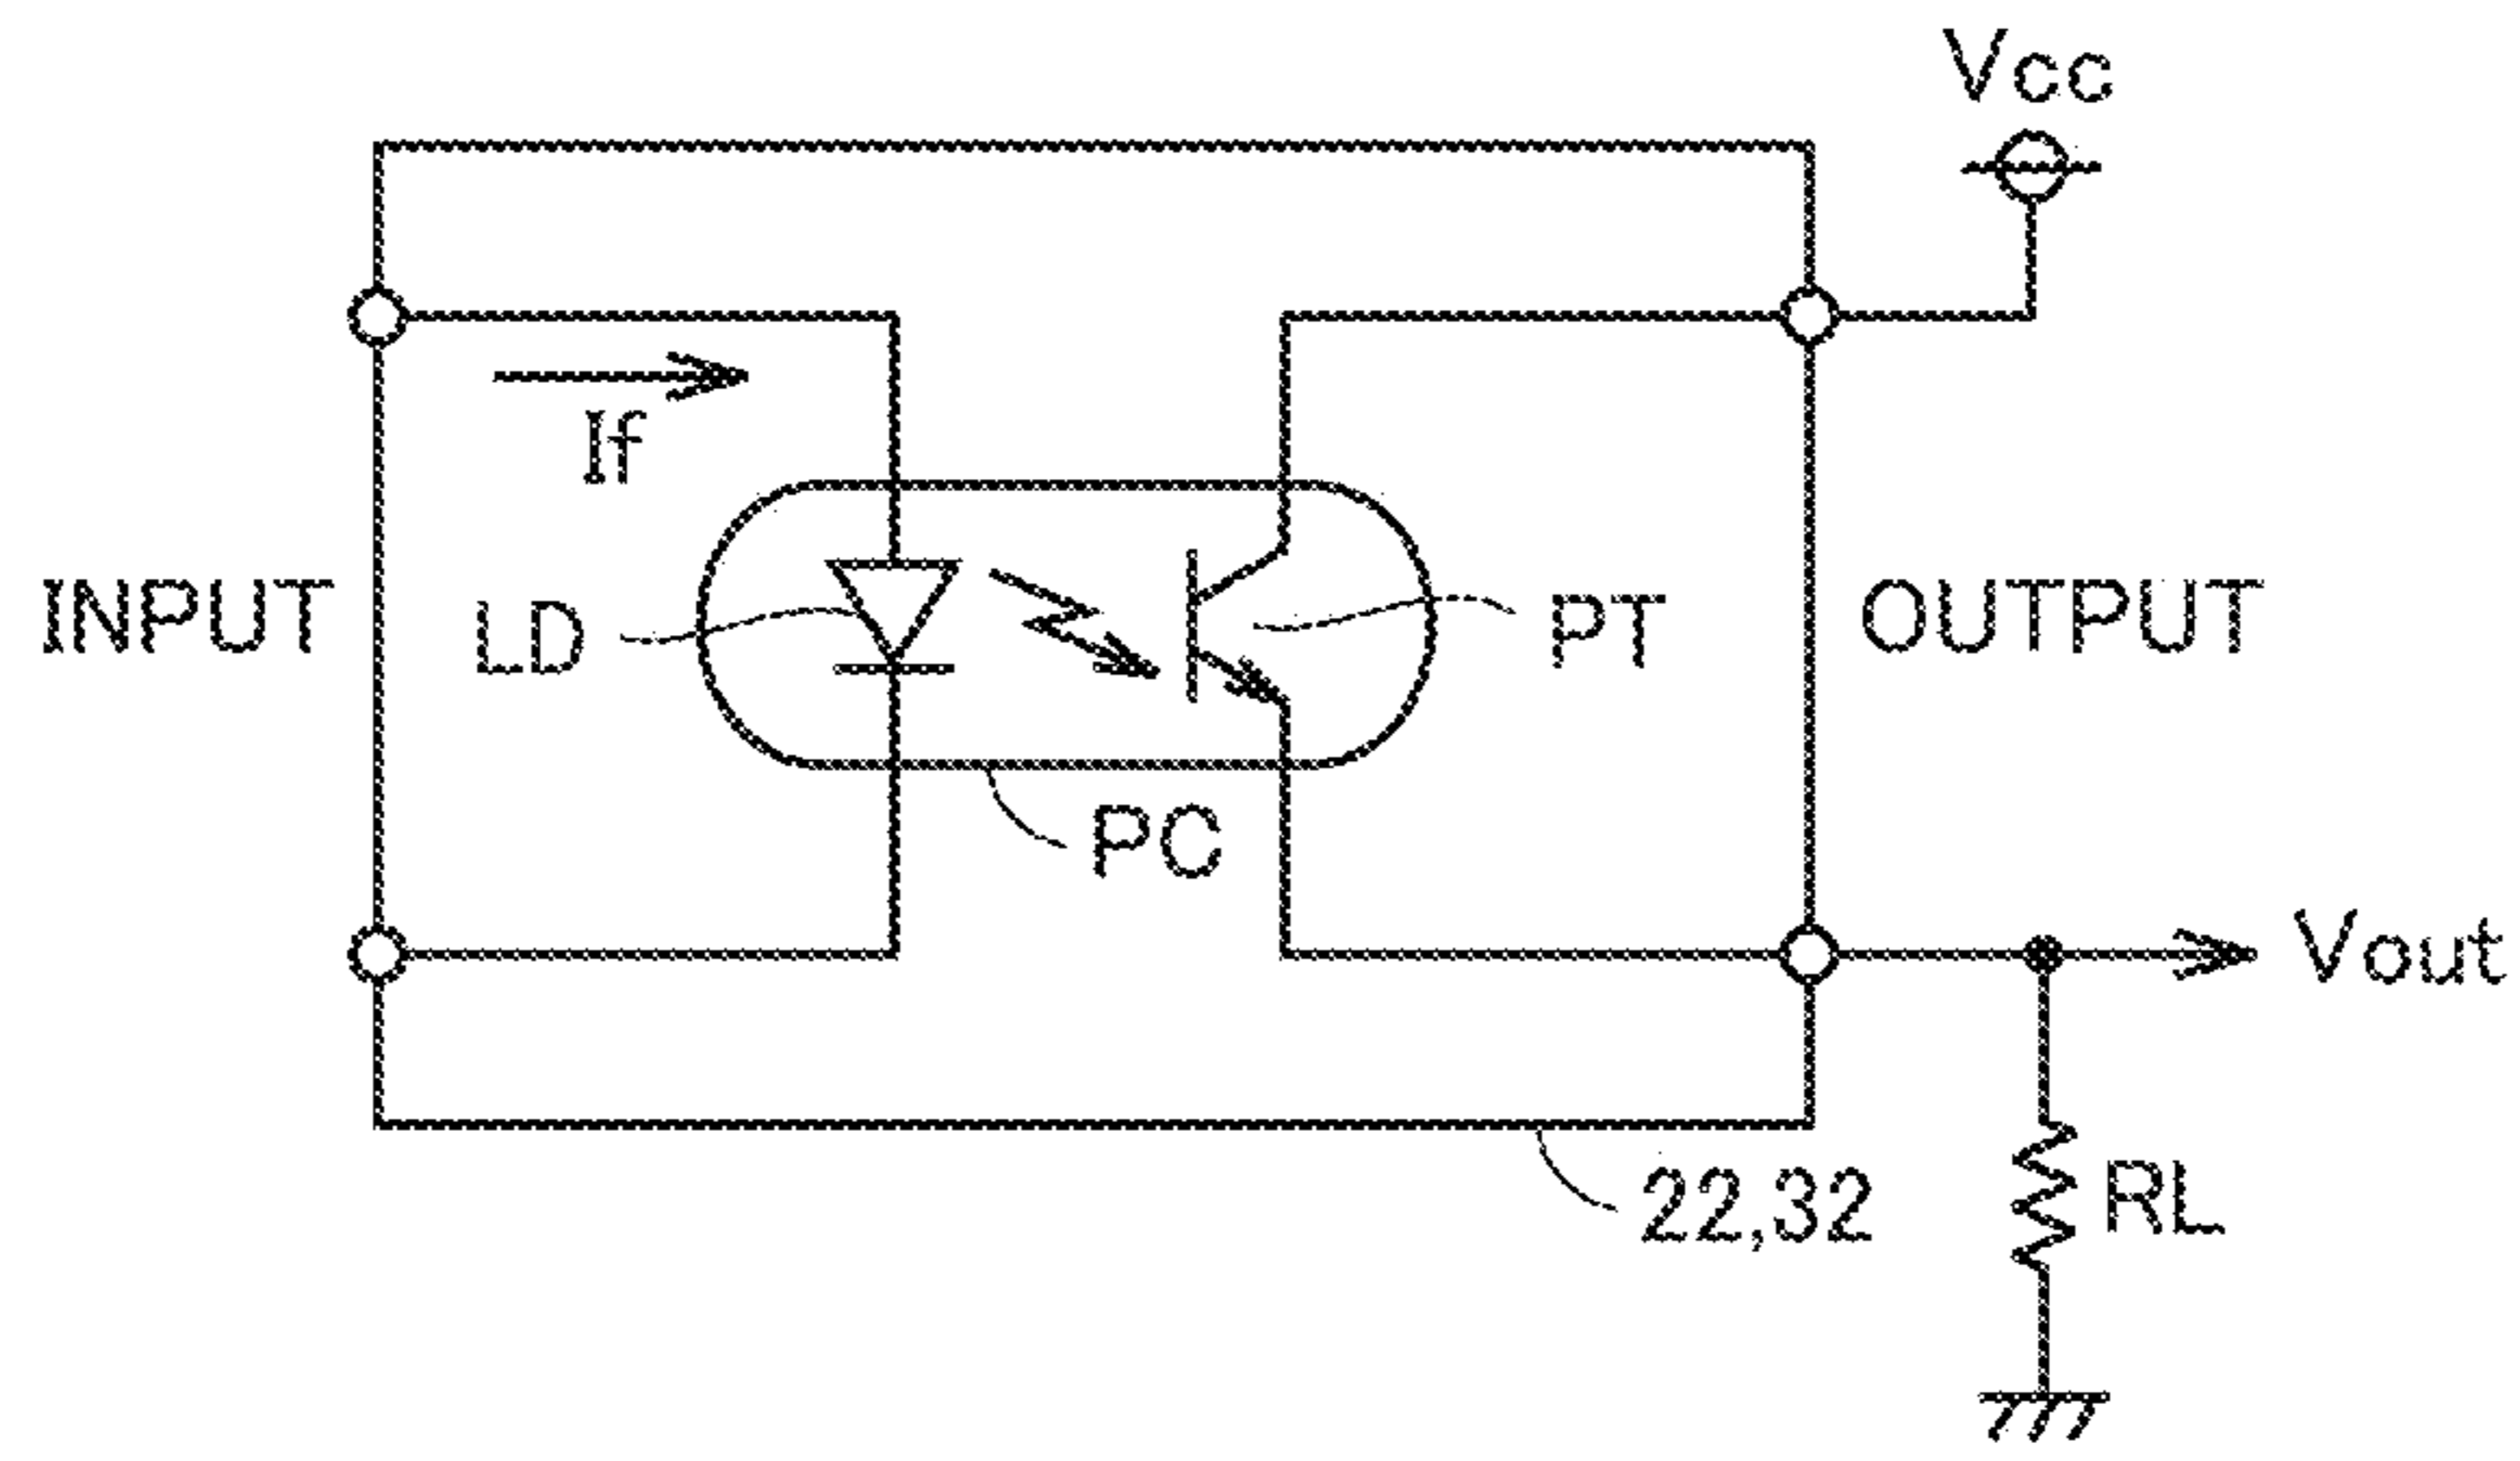 Vcc
If
INPUT
LD
PT
OUTPUT
PC
Vout
22,32
RL